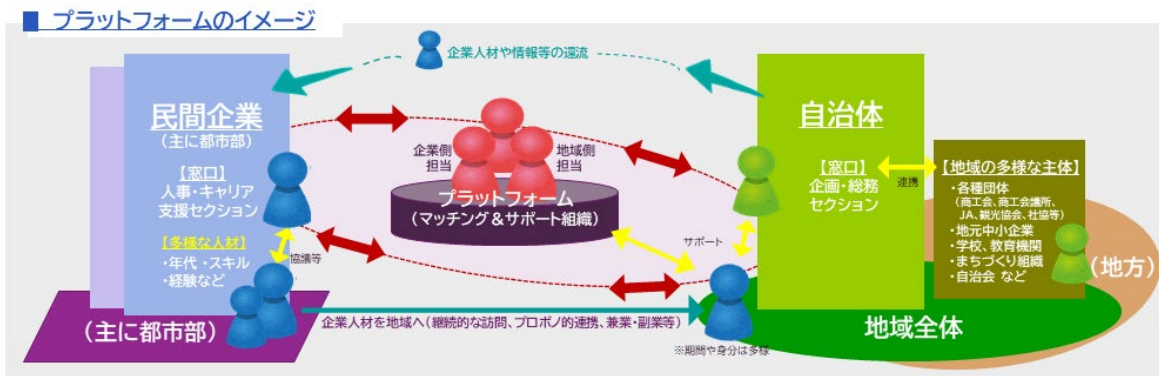 ■ プラットフォームのイメージ
企業人材や情報等の還流
民間企業
(主に都市部)
【窓口】
人事・キャリア
支援セクション
【多様な人材】
・年代・スキル
・経験など
協議等
(主に都市部)
企業側
担当
地域側
担当
プラットフォーム
(マッチング&サポート組織)
サポート
企業人材を地域へ(継続的な訪問、プロボノ的連携、兼業・副業等)
※期間や身分は多様
自治体
【窓口】
企画・総務
セクション
連携
【地域の多様な主体】
・各種団体
(商工会、商工会議所、
JA、観光協会、社協等)
・地元中小企業
・学校、教育機関
・まちづくり組織
・自治会 など
(地方)
地域全体